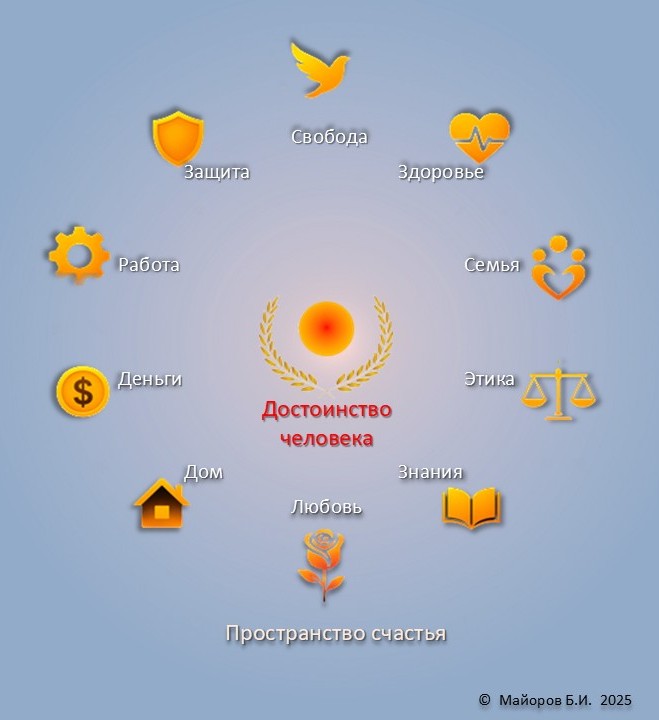 Свобода
Защита
Здоровье
Работа
Семья
$
Деньги
Этика
Достоинство
человека
Дом
Знания
Любовь
Пространство счастья
© Майоров Б.И. 2025